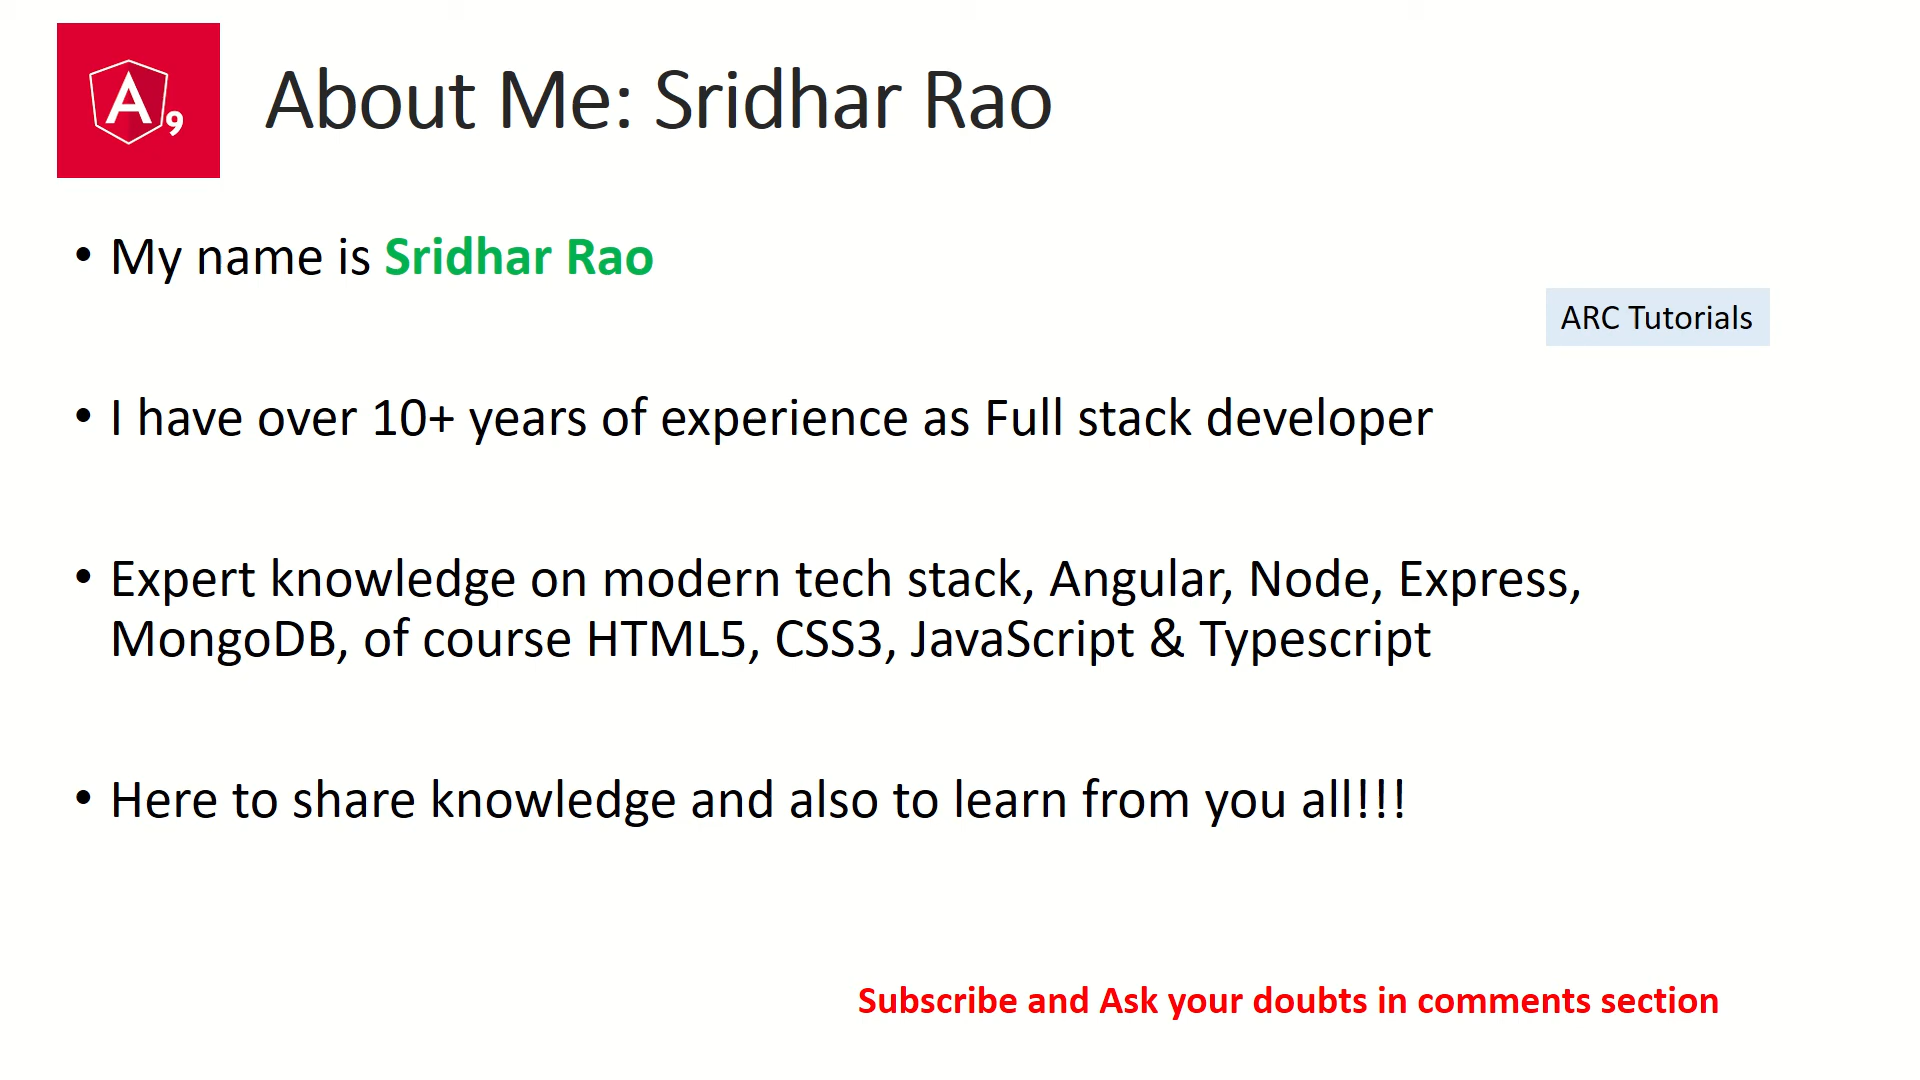 A 9
About Me: Sridhar Rao
• My name is Sridhar Rao
ARC Tutorials
• I have over 10+ years of experience as Full stack developer
• Expert knowledge on modern tech stack, Angular, Node, Express,
MongoDB, of course HTML5, CSS3, JavaScript & Typescript
• Here to share knowledge and also to learn from you all!!!
Subscribe and Ask your doubts in comments section